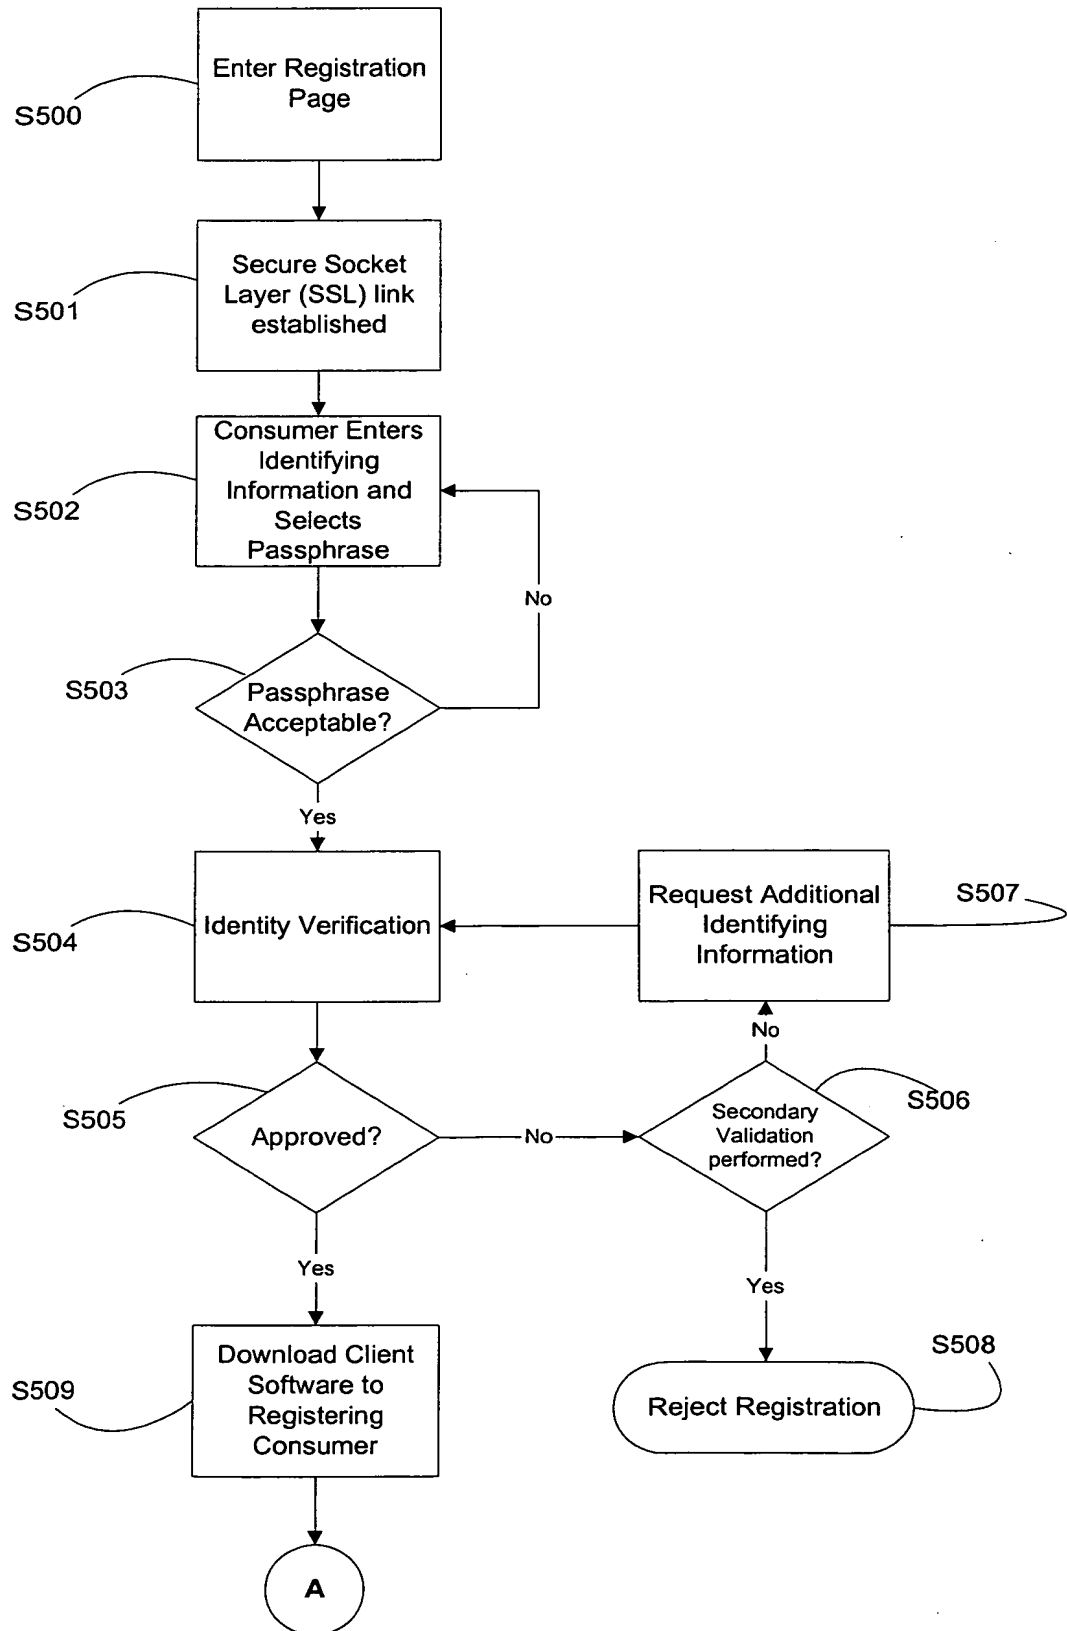 Enter Registration
Page
S500
Secure Socket
Layer (SSL) link
established
S501
Consumer Enters
Identifying
Information and
Selects
Passphrase
S502
No
S503
Passphrase
Acceptable?
Yes
Identity Verification
S504
Request Additional
Identifying
Information
S507
No
S505
Approved?
No
Secondary
Validation
performed?
S506
Yes
Yes
Download Client
Software to
Registering
Consumer
S509
Reject Registration
S508
A